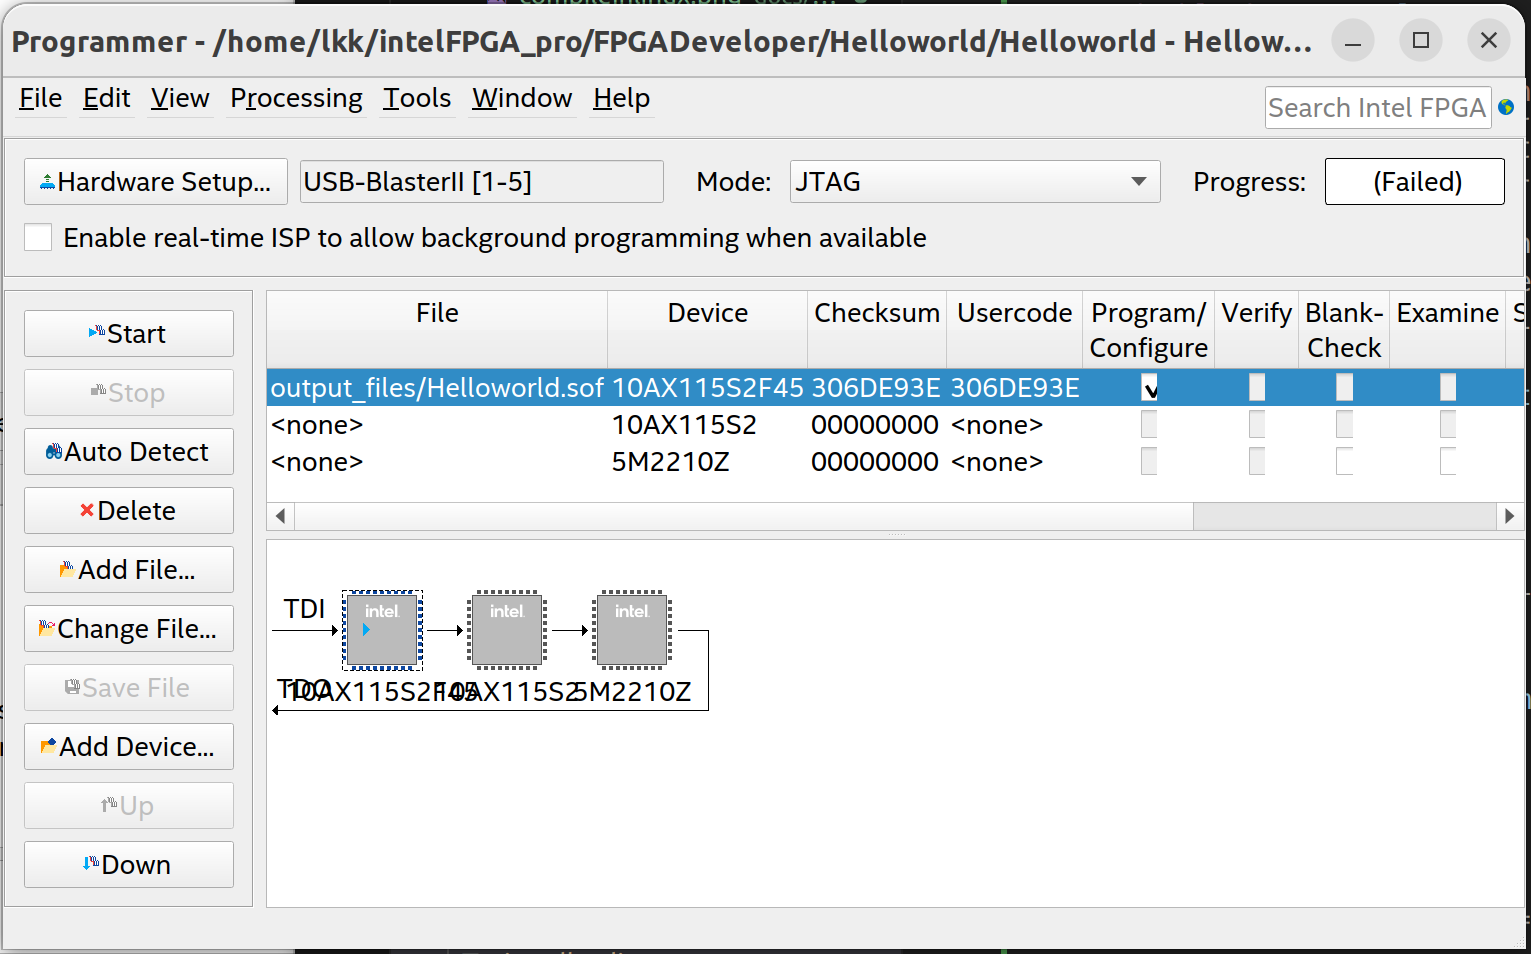 Programmer - /home/lkk/intelFPGA_pro/FPGADeveloper/Helloworld/Helloworld - Hellow...
File Edit View Processing Tools Window Help
Search Intel FPGA
Hardware Setup... USB-BlasterII [1-5] Mode: JTAG Progress: (Failed)
Enable real-time ISP to allow background programming when available
Start
Stop
Auto Detect
Delete
Add File...
Change File...
Save File
Add Device...
Up
Down
File Device Checksum Usercode Program/ Verify Blank- Examine S
Configure Check
output_files/Helloworld.sof 10AX115S2F45 306DE93E 306DE93E
<none> 10AX115S2 00000000 <none>
<none> 5M2210Z 00000000 <none>
TDI
intel intel intel
TDO
10AX115S2F45 10AX115S2 5M2210Z